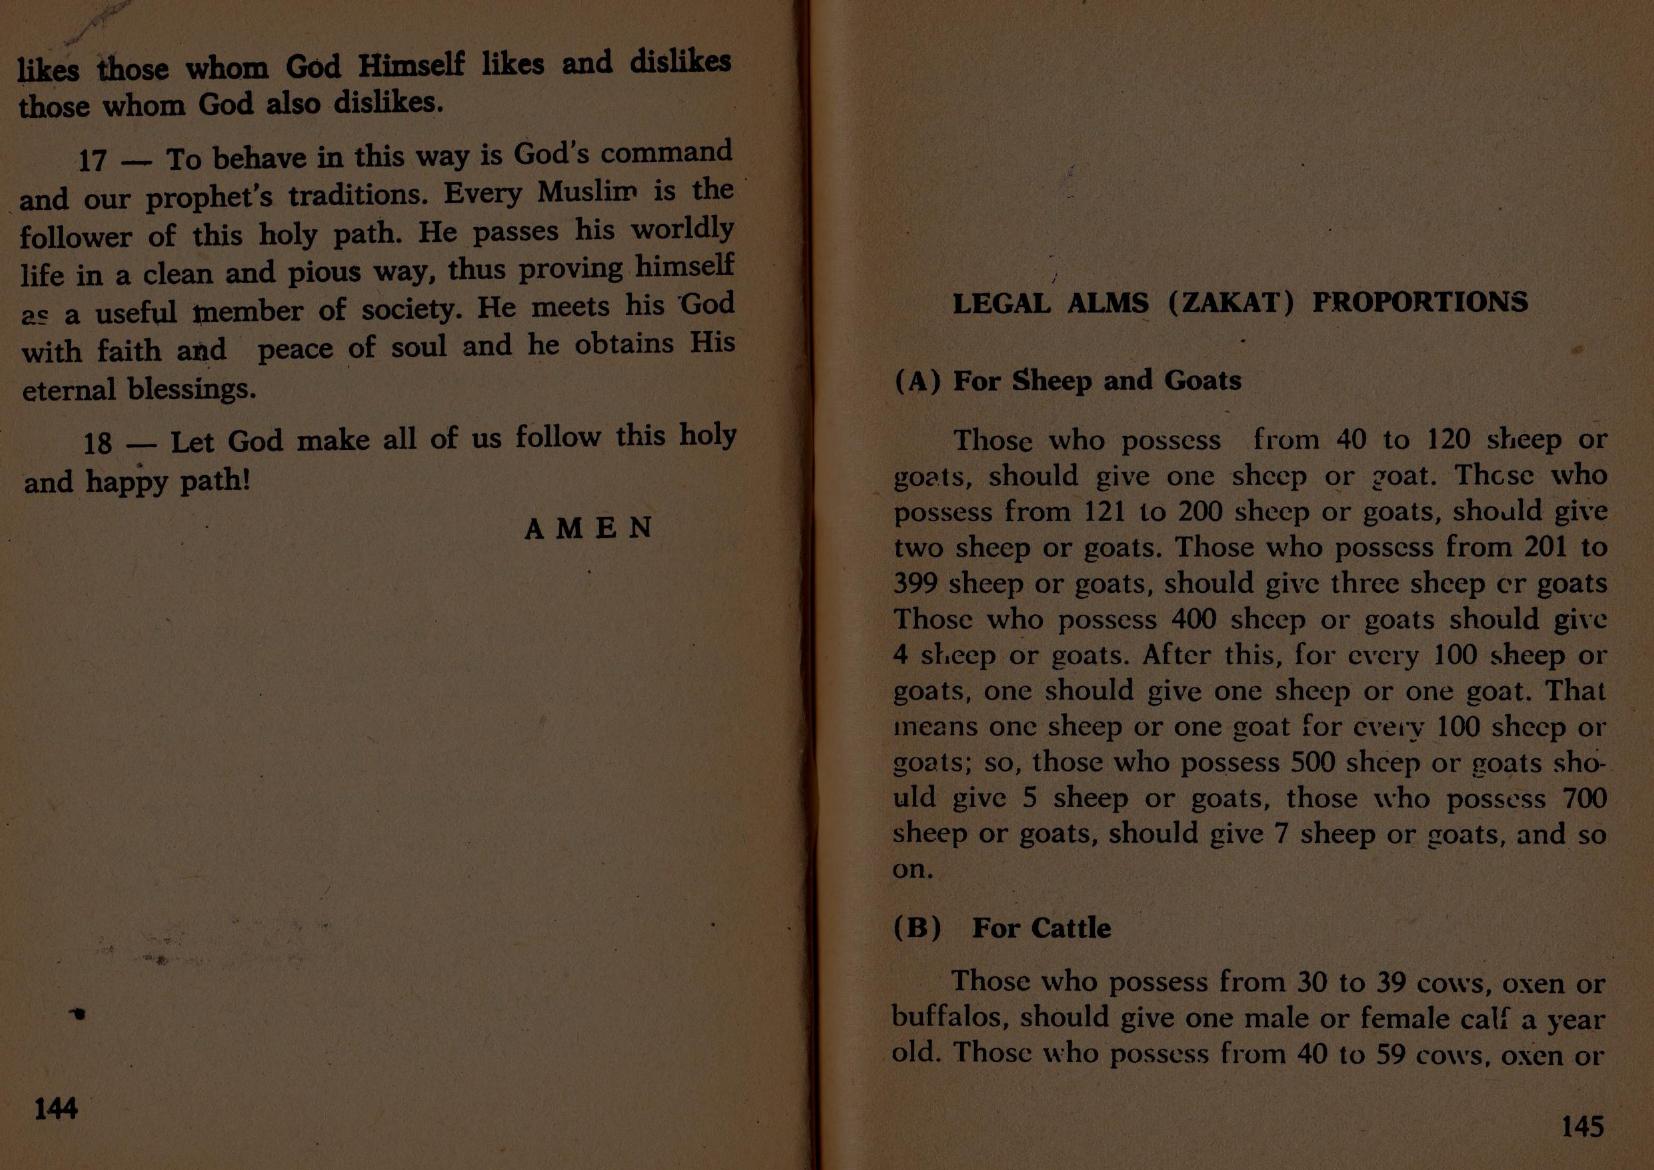 likes those whom God Himself likes and dislikes
those whom God also dislikes.
17 — To behave in this way is God's command
and our prophet's traditions. Every Muslim is the
follower of this holy path. He passes his worldly
life in a clean and pious way, thus proving himself
as a useful member of society. He meets his God
with faith and peace of soul and he obtains His
eternal blessings.
18 — Let God make all of us follow this holy
and happy path!
A M E N
144
LEGAL ALMS (ZAKAT) PROPORTIONS
(A) For Sheep and Goats
Those who possess from 40 to 120 sheep or
goats, should give one sheep or goat. Those who
possess from 121 to 200 sheep or goats, should give
two sheep or goats. Those who possess from 201 to
399 sheep or goats, should give three sheep or goats
Those who possess 400 sheep or goats should give
4 sheep or goats. After this, for every 100 sheep or
goats, one should give one sheep or one goat. That
means one sheep or one goat for every 100 sheep or
goats; so, those who possess 500 sheep or goats sho-
uld give 5 sheep or goats, those who possess 700
sheep or goats, should give 7 sheep or goats, and so
on.
(B) For Cattle
Those who possess from 30 to 39 cows, oxen or
buffalos, should give one male or female calf a year
old. Those who possess from 40 to 59 cows, oxen or
145